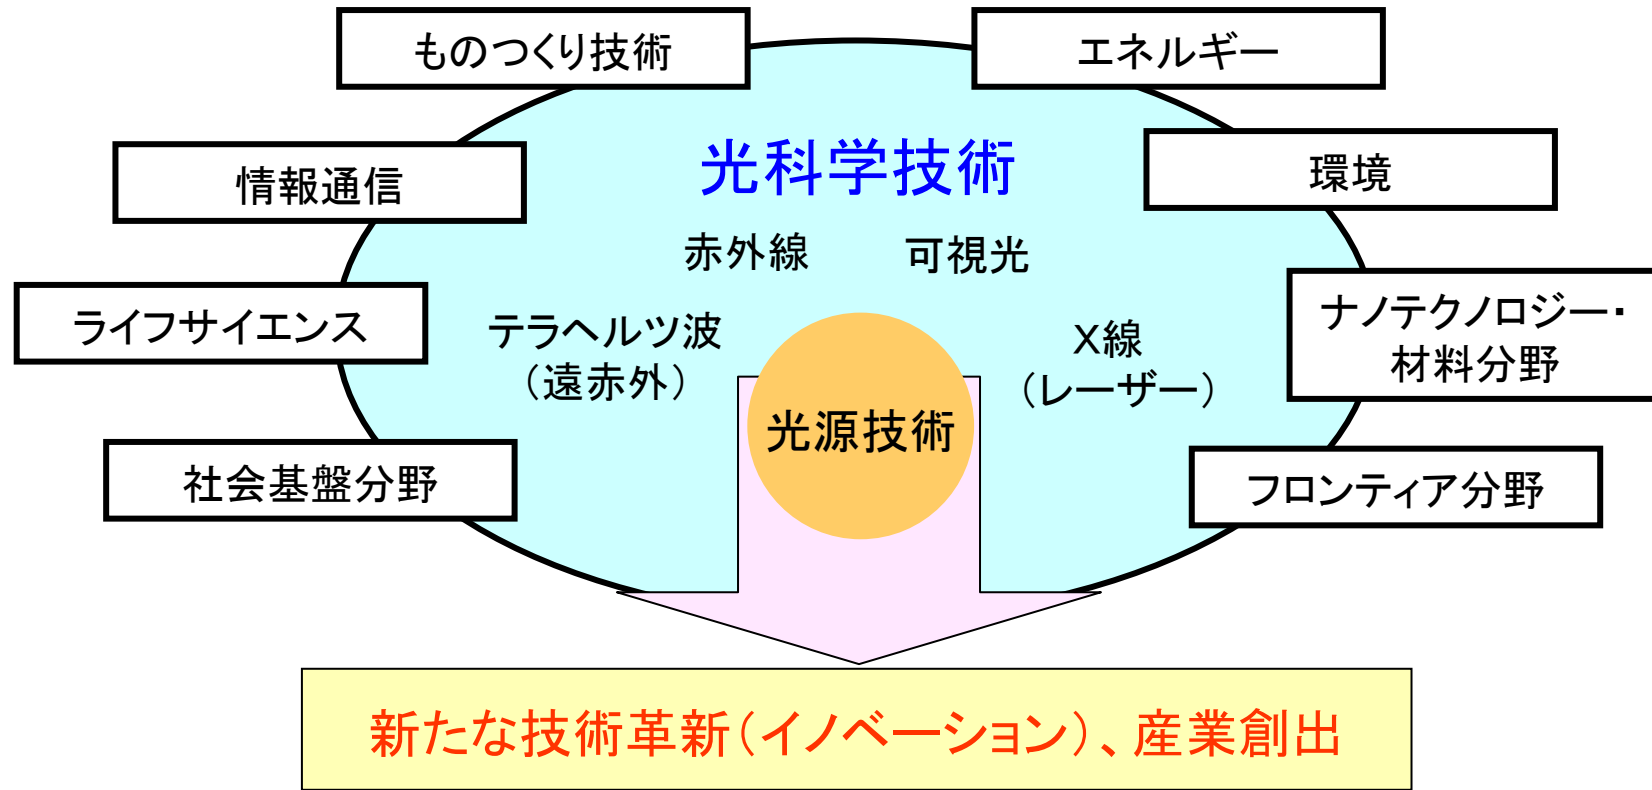 ものつくり技術
エネルギー
情報通信
光科学技術
環境
赤外線
可視光
ライフサイエンス
テラヘルツ波
（遠赤外）
X線
（レーザー）
ナノテクノロジー・
材料分野
光源技術
社会基盤分野
フロンティア分野
新たな技術革新（イノベーション）、産業創出